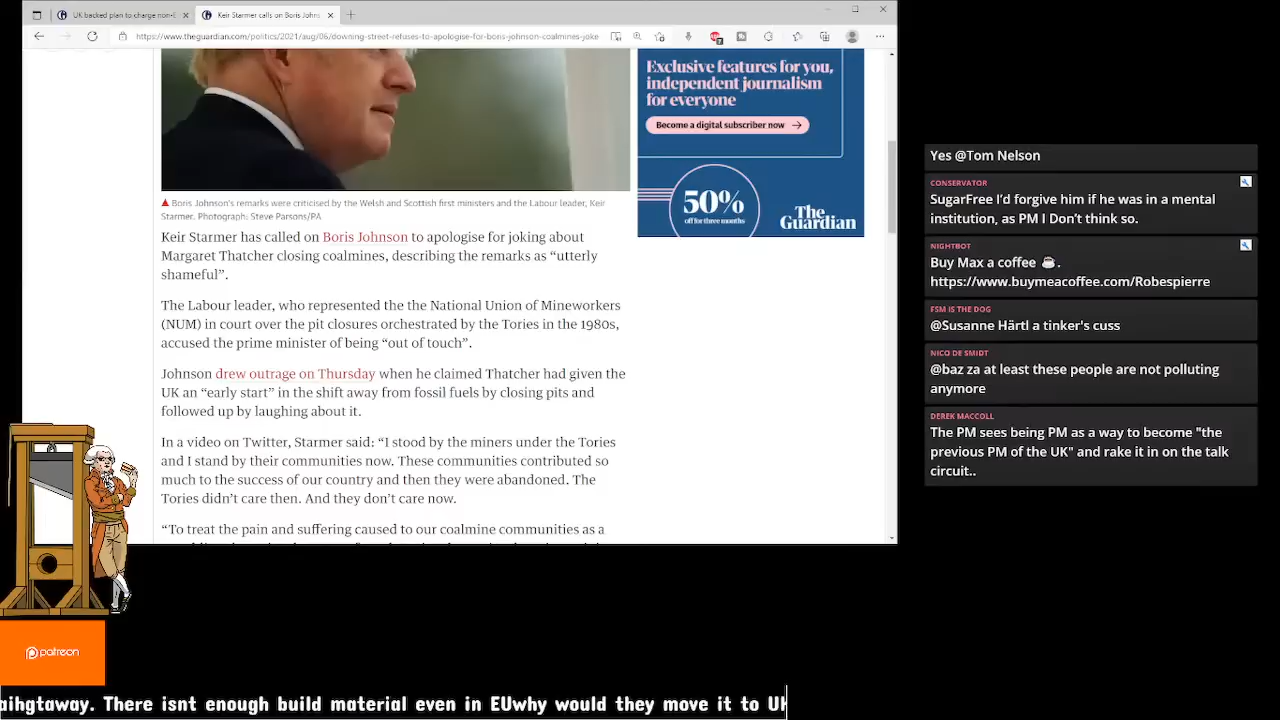 UK backed plan to charge non-E
Keir Starmer calls on Boris Johns
https://www.theguardian.com/politics/2021/aug/06/downing-street-refuses-to-apologise-for-boris-johnson-coalmines-joke
Exclusive features for you,
independent journalism
for everyone
Become a digital subscriber now
50%
off for three months
The
Guardian
Boris Johnson's remarks were criticised by the Welsh and Scottish first ministers and the Labour leader, Keir
Starmer. Photograph: Steve Parsons/PA
Keir Starmer has called on Boris Johnson to apologise for joking about
Margaret Thatcher closing coalmines, describing the remarks as “utterly
shameful”.
The Labour leader, who represented the the National Union of Mineworkers
(NUM) in court over the pit closures orchestrated by the Tories in the 1980s,
accused the prime minister of being “out of touch”.
Johnson drew outrage on Thursday when he claimed Thatcher had given the
UK an “early start” in the shift away from fossil fuels by closing pits and
followed up by laughing about it.
In a video on Twitter, Starmer said: “I stood by the miners under the Tories
and I stand by their communities now. These communities contributed so
much to the success of our country and then they were abandoned. The
Tories didn’t care then. And they don’t care now.
“To treat the pain and suffering caused to our coalmine communities as a
Yes @Tom Nelson
CONSERVATOR
SugarFree I’d forgive him if he was in a mental
institution, as PM I Don’t think so.
NIGHTBOT
Buy Max a coffee ☕.
https://www.buymeacoffee.com/Robespierre
FSM IS THE DOG
@Susanne Härtl a tinker's cuss
NICO DE SMIDT
@baz za at least these people are not polluting
anymore
DEREK MACCOLL
The PM sees being PM as a way to become "the
previous PM of the UK" and rake it in on the talk
circuit..
patreon
aihgtaway. There isnt enough build material even in EUwhy would they move it to U